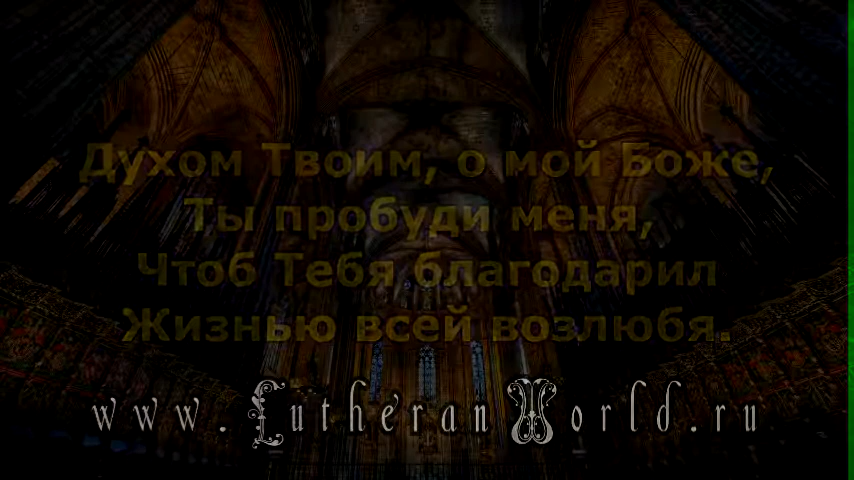 Духом Твоим, о мой Боже,
Ты пробуди меня,
Чтоб Тебя благодарил
Жизнью всей возлюбя.
www.LutheranWorld.ru